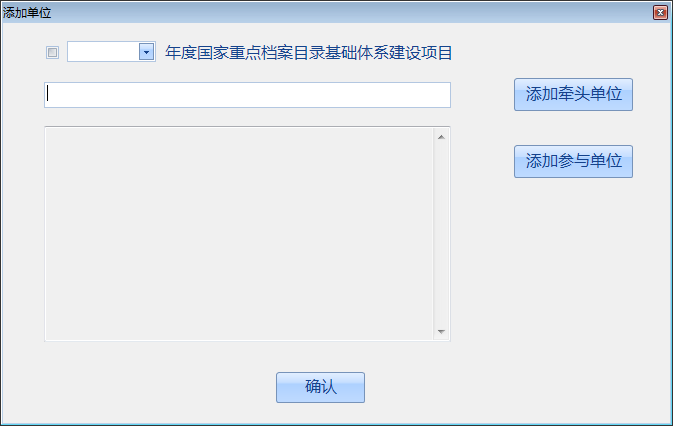 添加单位
年度国家重点档案目录基础体系建设项目
添加牵头单位
添加参与单位
确认